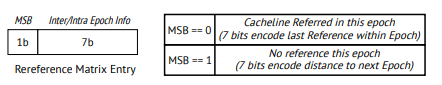 MSB Inter/Intra Epoch Info
1b 7b
Rereference Matrix Entry
MSB == 0 Cacheline Referred in this epoch
(7 bits encode last Reference within Epoch)
MSB == 1 No reference this epoch
(7 bits encode distance to next Epoch)